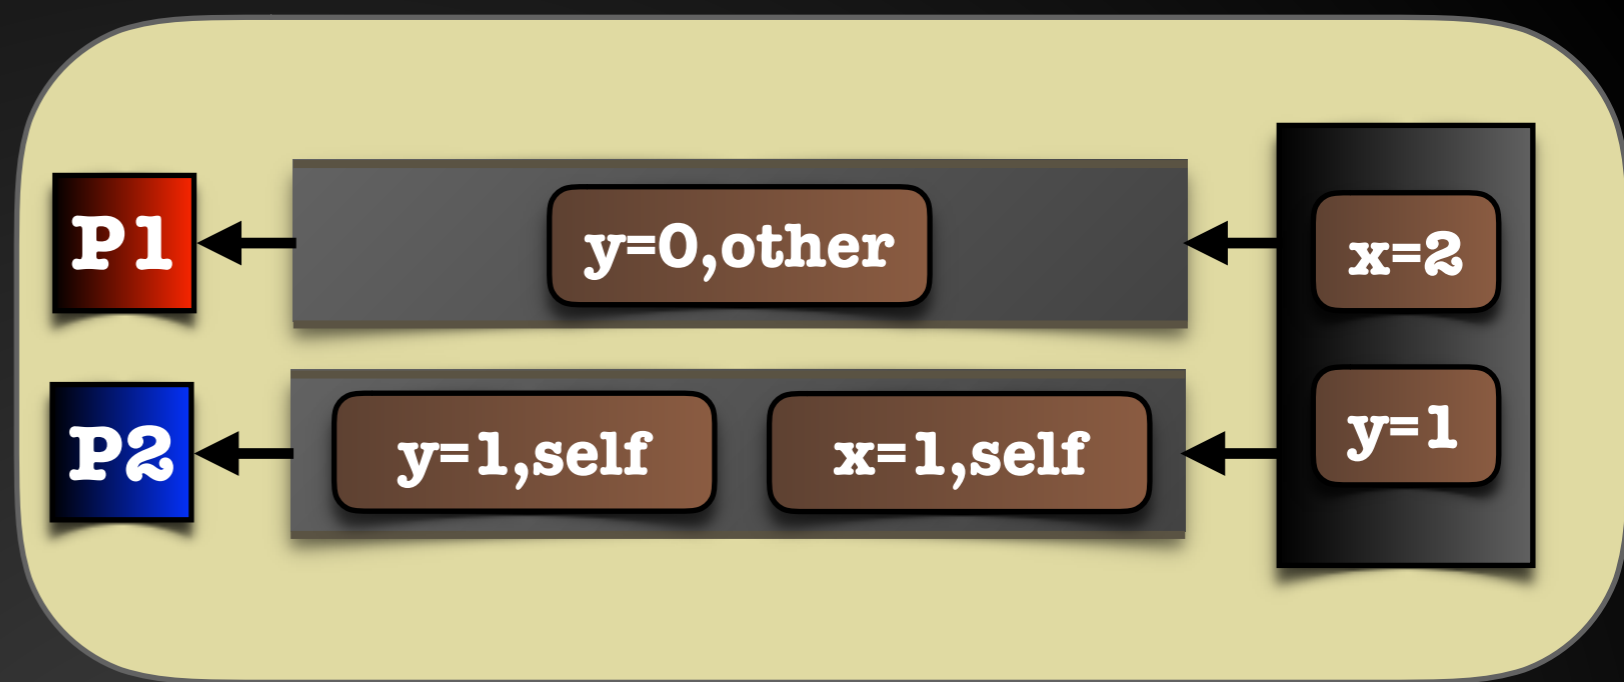 P1
y=0,other
x=2
P2
y=1,self
x=1,self
y=1